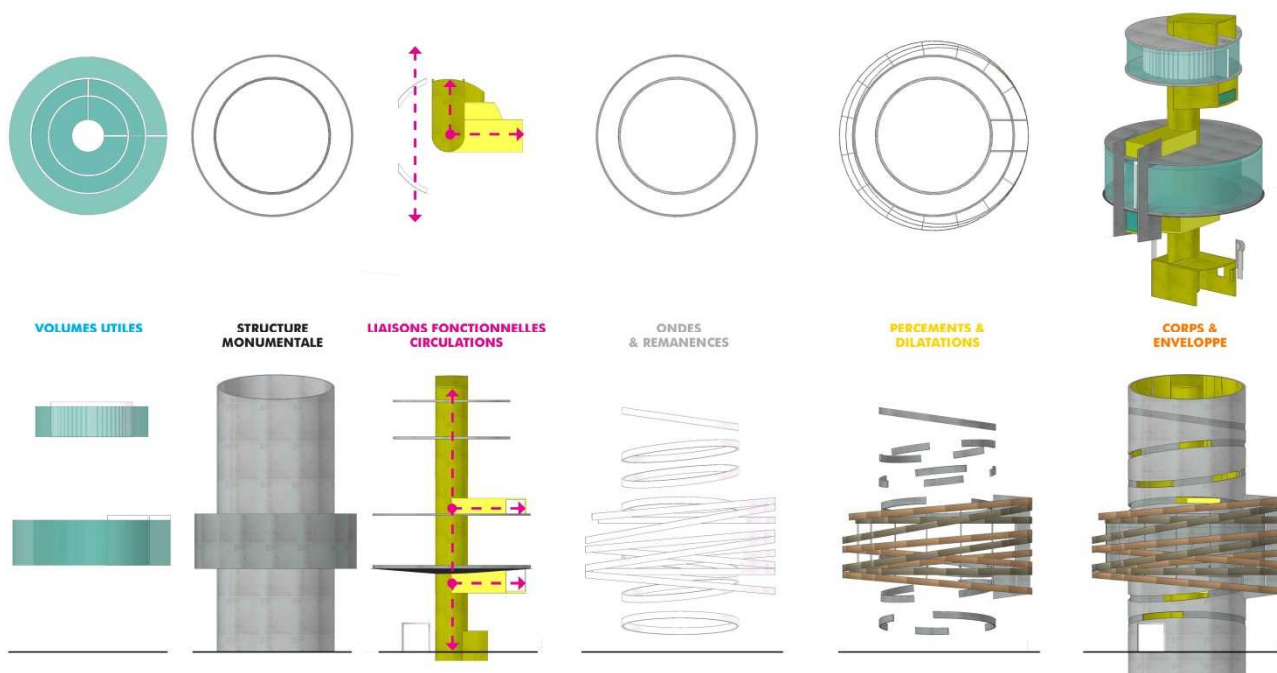 VOLUMES UTILES
STRUCTURE
MONUMENTALE
LIAISONS FONCTIONNELLES
CIRCULATIONS
ONDES
& REMANENCES
PERCEMENTS &
DILATATIONS
CORPS &
ENVELOPPE